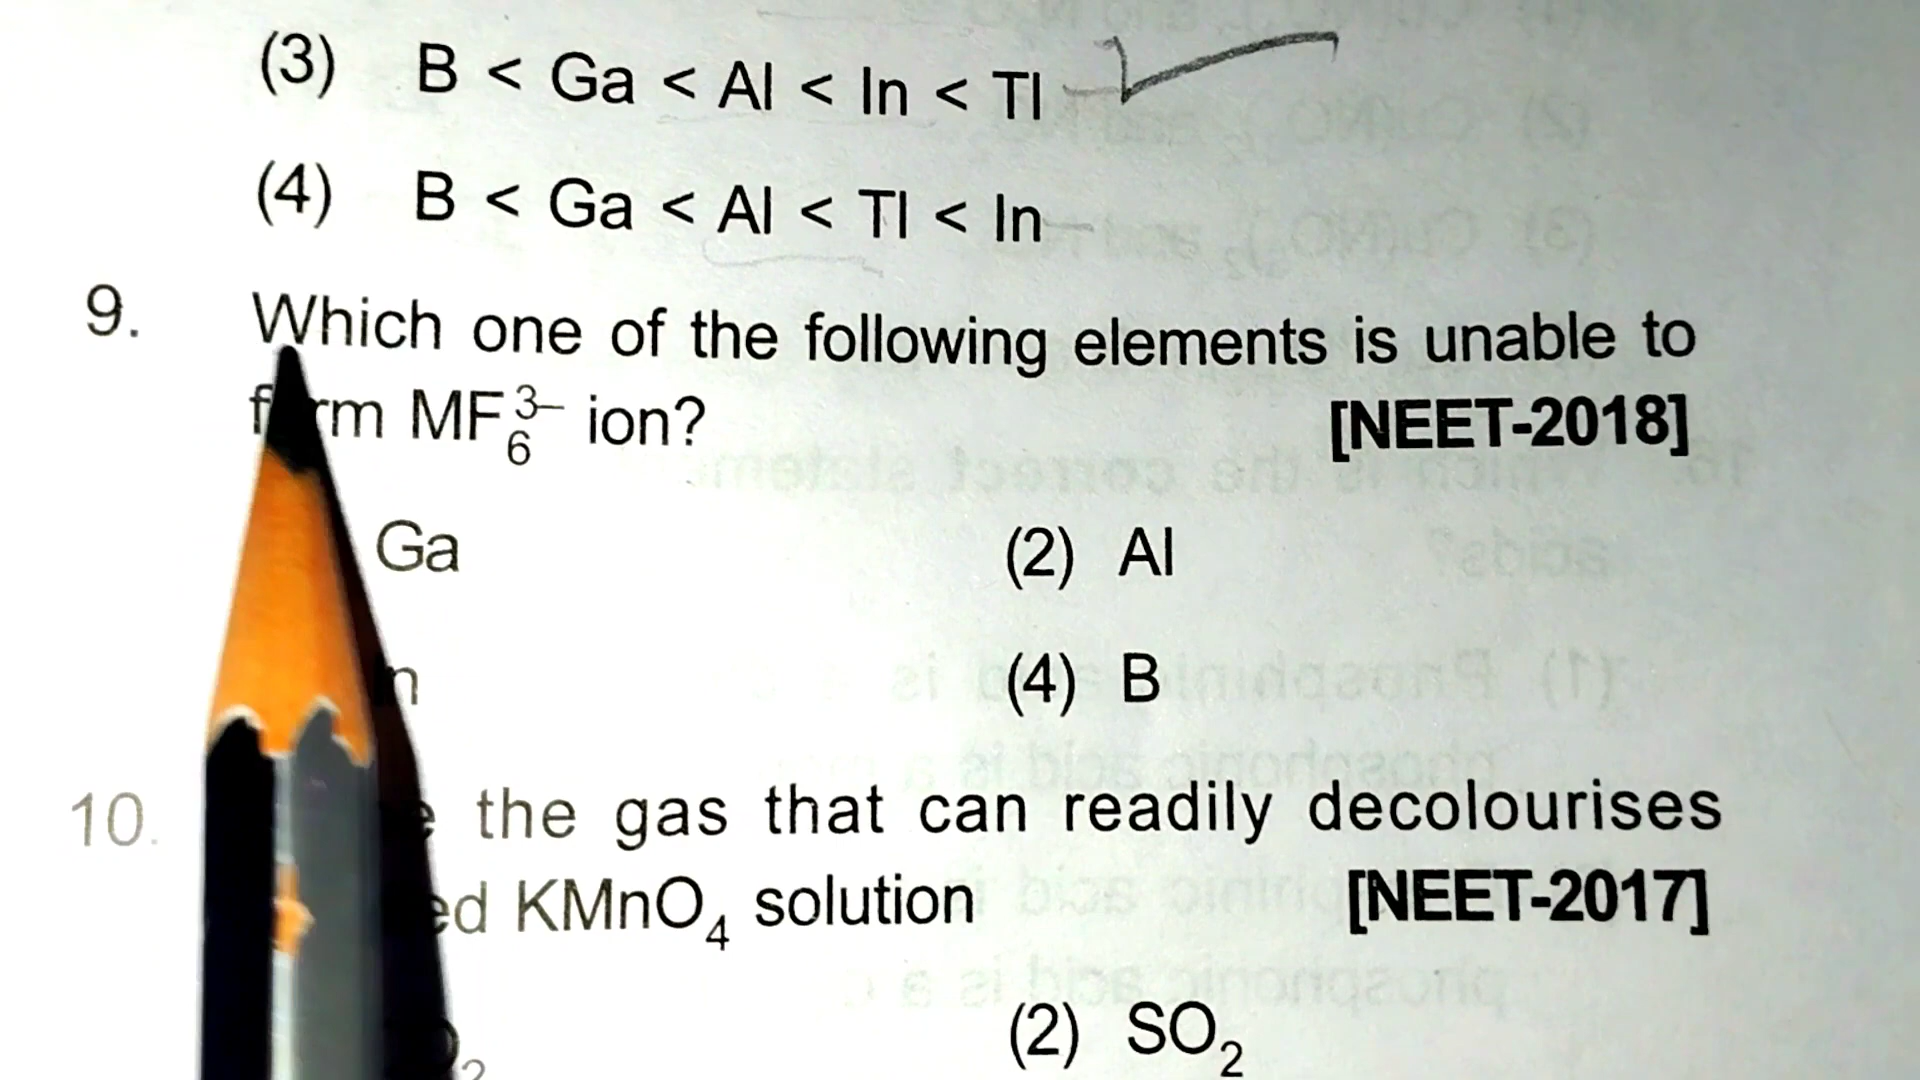 (3) B < Ga < Al < In < Tl
(4) B < Ga < Al < Tl < In
9. Which one of the following elements is unable to
form MF₆³⁻ ion? [NEET-2018]
Ga (2) Al
(4) B
10. the gas that can readily decolourises
KMnO₄ solution [NEET-2017]
(2) SO₂